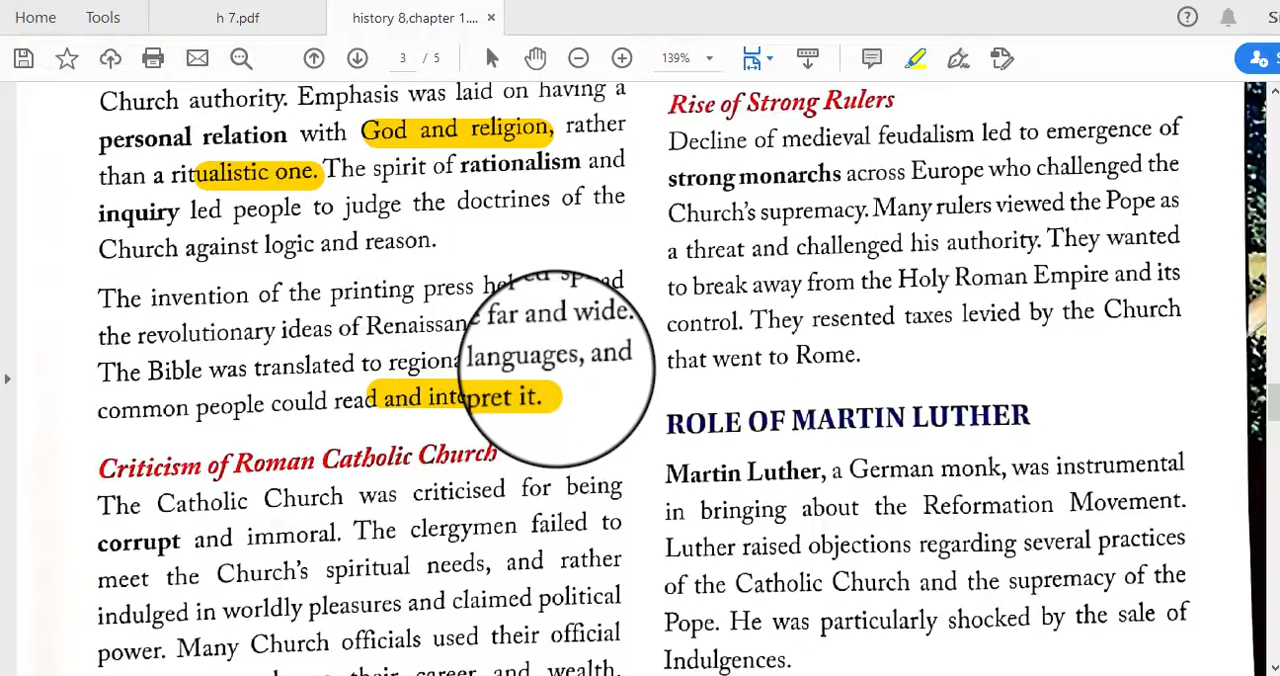 Home Tools h 7.pdf history 8,chapter 1.... ×
3 / 5 139%
Church authority. Emphasis was laid on having a
personal relation with God and religion, rather
than a ritualistic one. The spirit of rationalism and
inquiry led people to judge the doctrines of the
Church against logic and reason.
The invention of the printing press helped spread
the revolutionary ideas of Renaissance far and wide.
The Bible was translated to regional languages, and
common people could read and intepret it.
Criticism of Roman Catholic Church
The Catholic Church was criticised for being
corrupt and immoral. The clergymen failed to
meet the Church's spiritual needs, and rather
indulged in worldly pleasures and claimed political
power. Many Church officials used their official
their career and wealth.
Rise of Strong Rulers
Decline of medieval feudalism led to emergence of
strong monarchs across Europe who challenged the
Church's supremacy. Many rulers viewed the Pope as
a threat and challenged his authority. They wanted
to break away from the Holy Roman Empire and its
control. They resented taxes levied by the Church
that went to Rome.
ROLE OF MARTIN LUTHER
Martin Luther, a German monk, was instrumental
in bringing about the Reformation Movement.
Luther raised objections regarding several practices
of the Catholic Church and the supremacy of the
Pope. He was particularly shocked by the sale of
Indulgences.